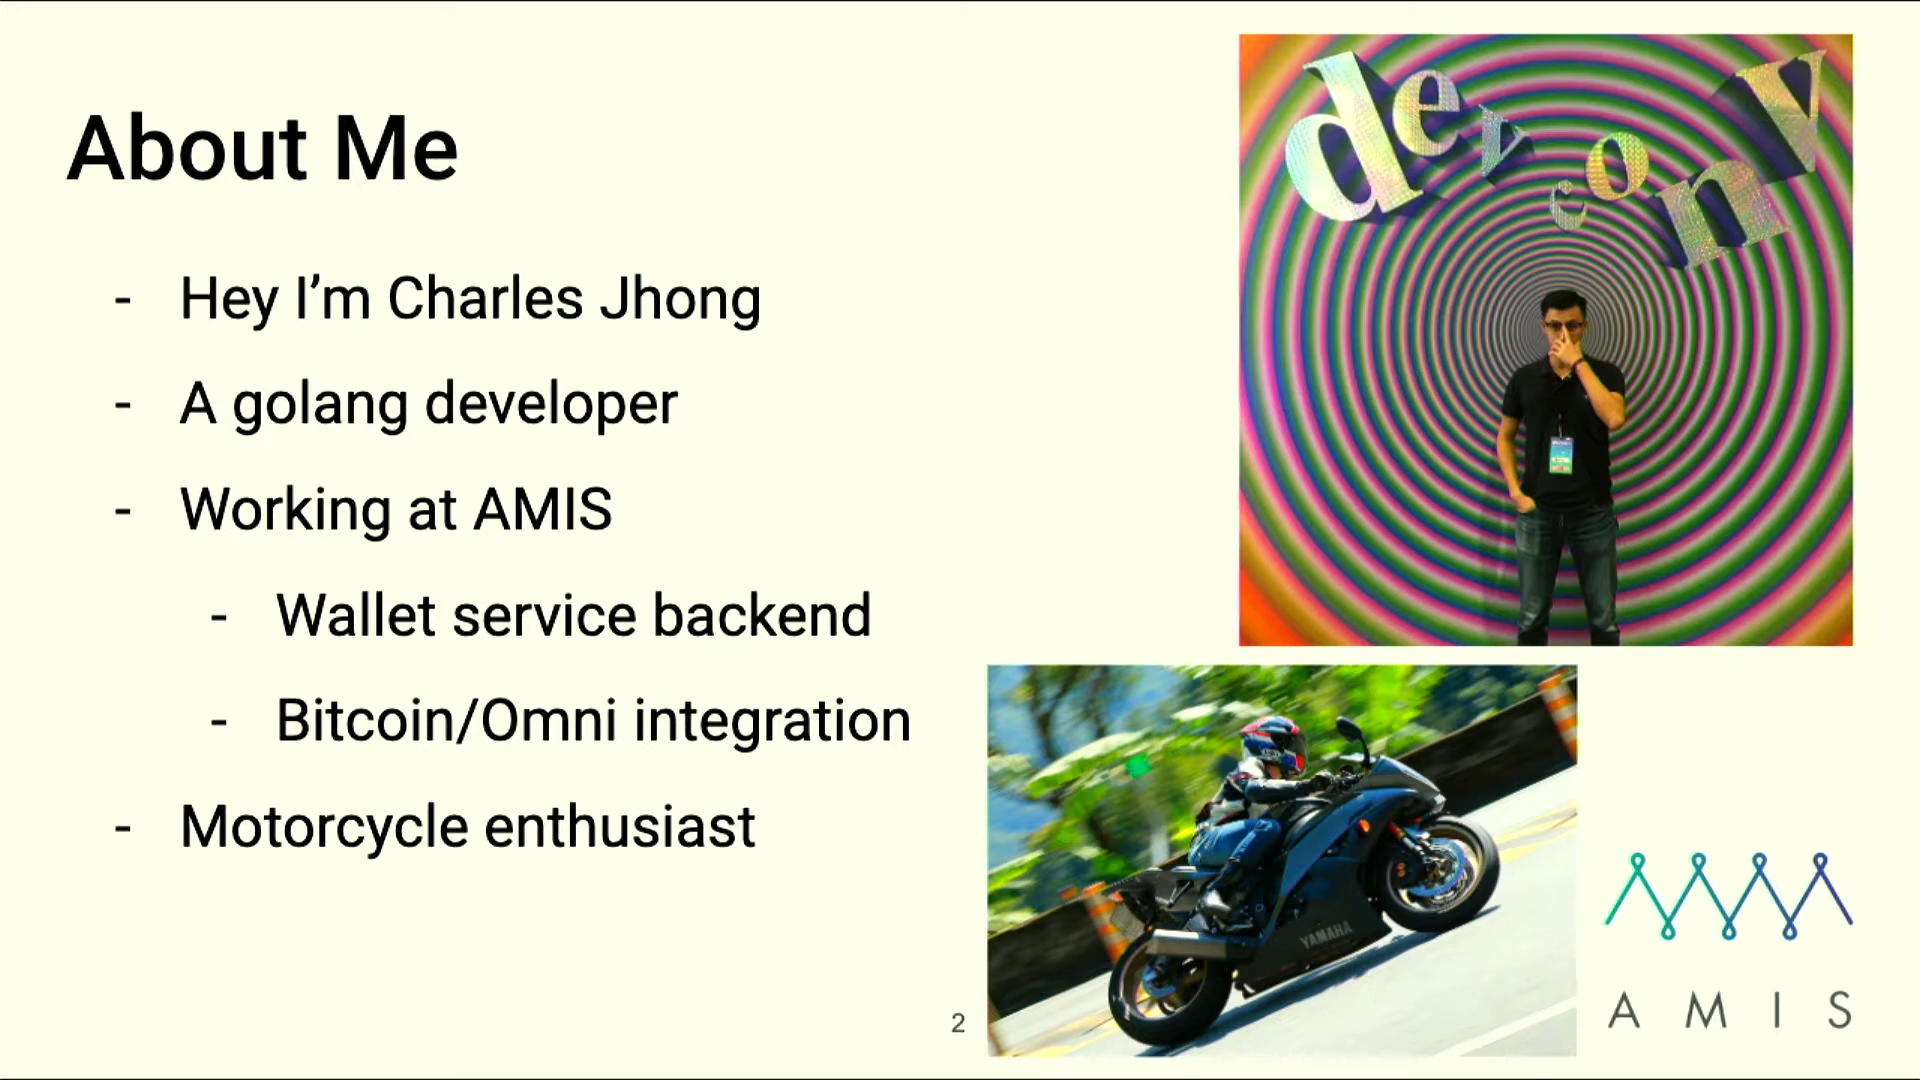 About Me
- Hey I’m Charles Jhong
- A golang developer
- Working at AMIS
- Wallet service backend
- Bitcoin/Omni integration
- Motorcycle enthusiast
devcon V
YAMAHA
AMIS
2